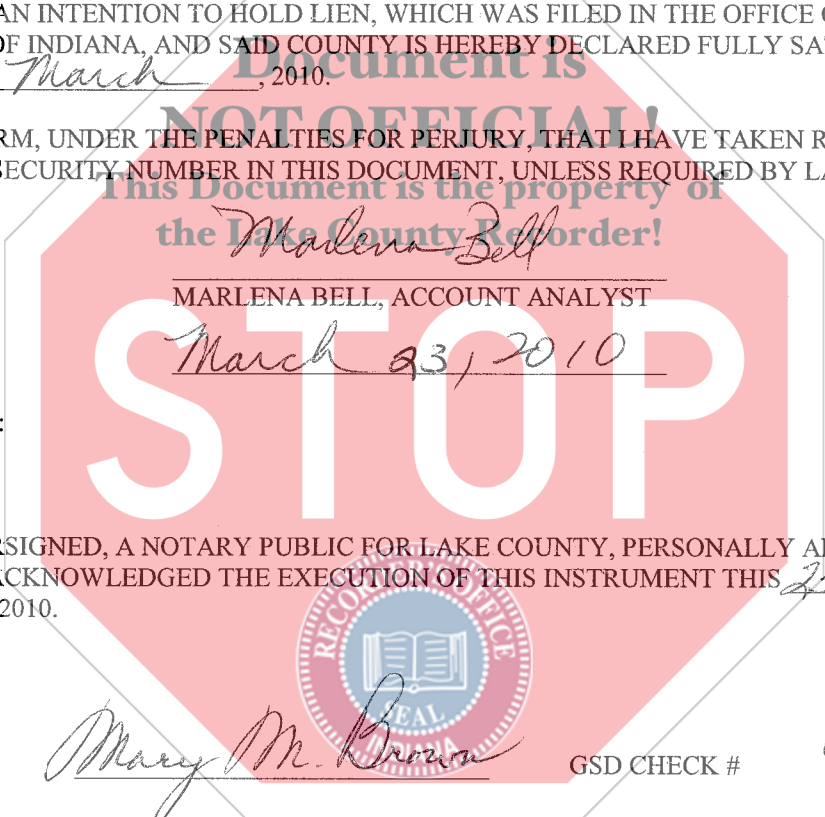 AN INTENTION TO HOLD LIEN, WHICH WAS FILED IN THE OFFICE
OF INDIANA, AND SAID COUNTY IS HEREBY DECLARED FULLY
Document is
March, 2010.
NOT OFFICIAL!
UNDER THE PENALTIES FOR PERJURY, THAT I HAVE TAKEN
SECURITY NUMBER IN THIS DOCUMENT, UNLESS REQUIRED BY
This Document is the property of
the Lake County Recorder!
Marlena Bell
MARLENA BELL, ACCOUNT ANALYST
March 23, 2010
STOP
:
RSIGNED, A NOTARY PUBLIC FOR LAKE COUNTY, PERSONALLY
ACKNOWLEDGED THE EXECUTION OF THIS INSTRUMENT THIS
2010.
RECORDER'S OFFICE
SEAL
INDIANA
Mary M. Brown
GSD CHECK #